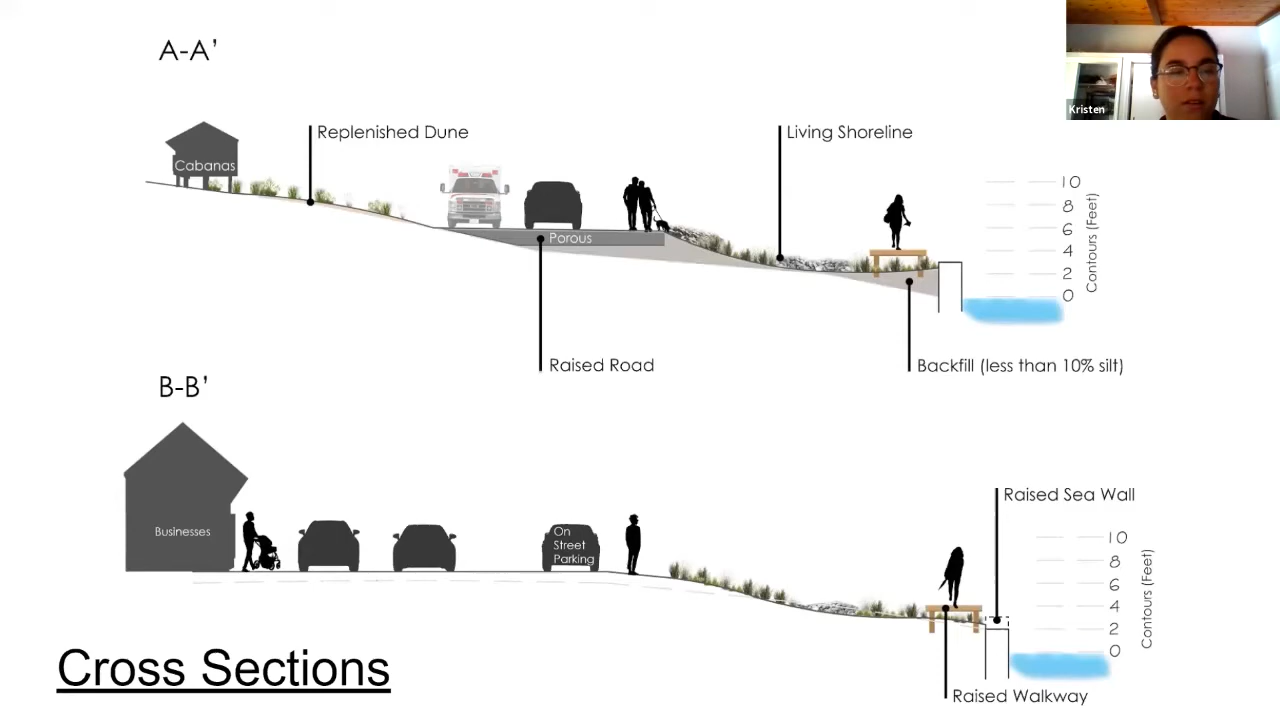 A-A'
Kristen
Replenished Dune
Living Shoreline
Cabanas
10
8
6
4
2
0
Contours (Feet)
Porous
Raised Road
Backfill (less than 10% silt)
B-B'
Raised Sea Wall
Businesses
On
Street
Parking
10
8
6
4
2
0
Contours (Feet)
Cross Sections
Raised Walkway